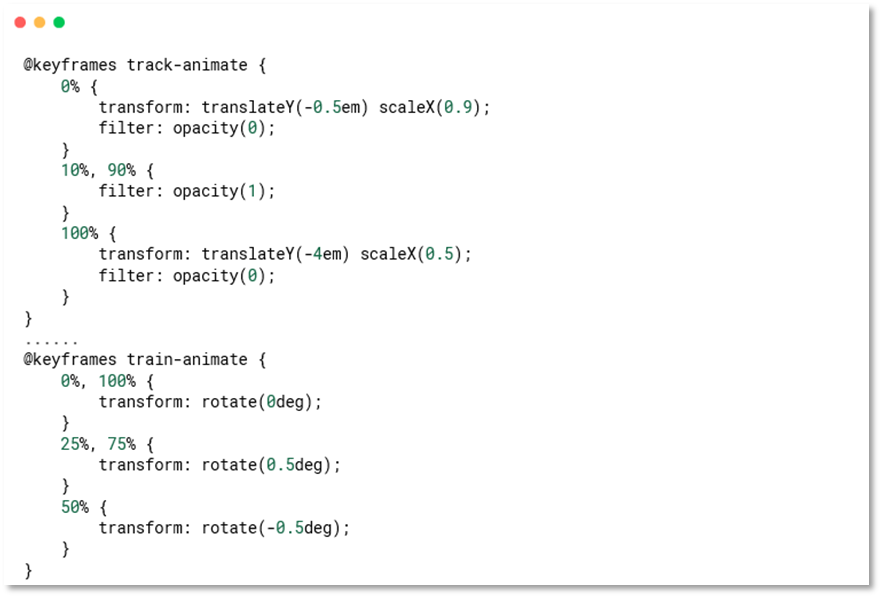 @keyframes track-animate {
    0% {
        transform: translateY(-0.5em) scaleX(0.9);
        filter: opacity(0);
    }
    10%, 90% {
        filter: opacity(1);
    }
    100% {
        transform: translateY(-4em) scaleX(0.5);
        filter: opacity(0);
    }
}
......
@keyframes train-animate {
    0%, 100% {
        transform: rotate(0deg);
    }
    25%, 75% {
        transform: rotate(0.5deg);
    }
    50% {
        transform: rotate(-0.5deg);
    }
}